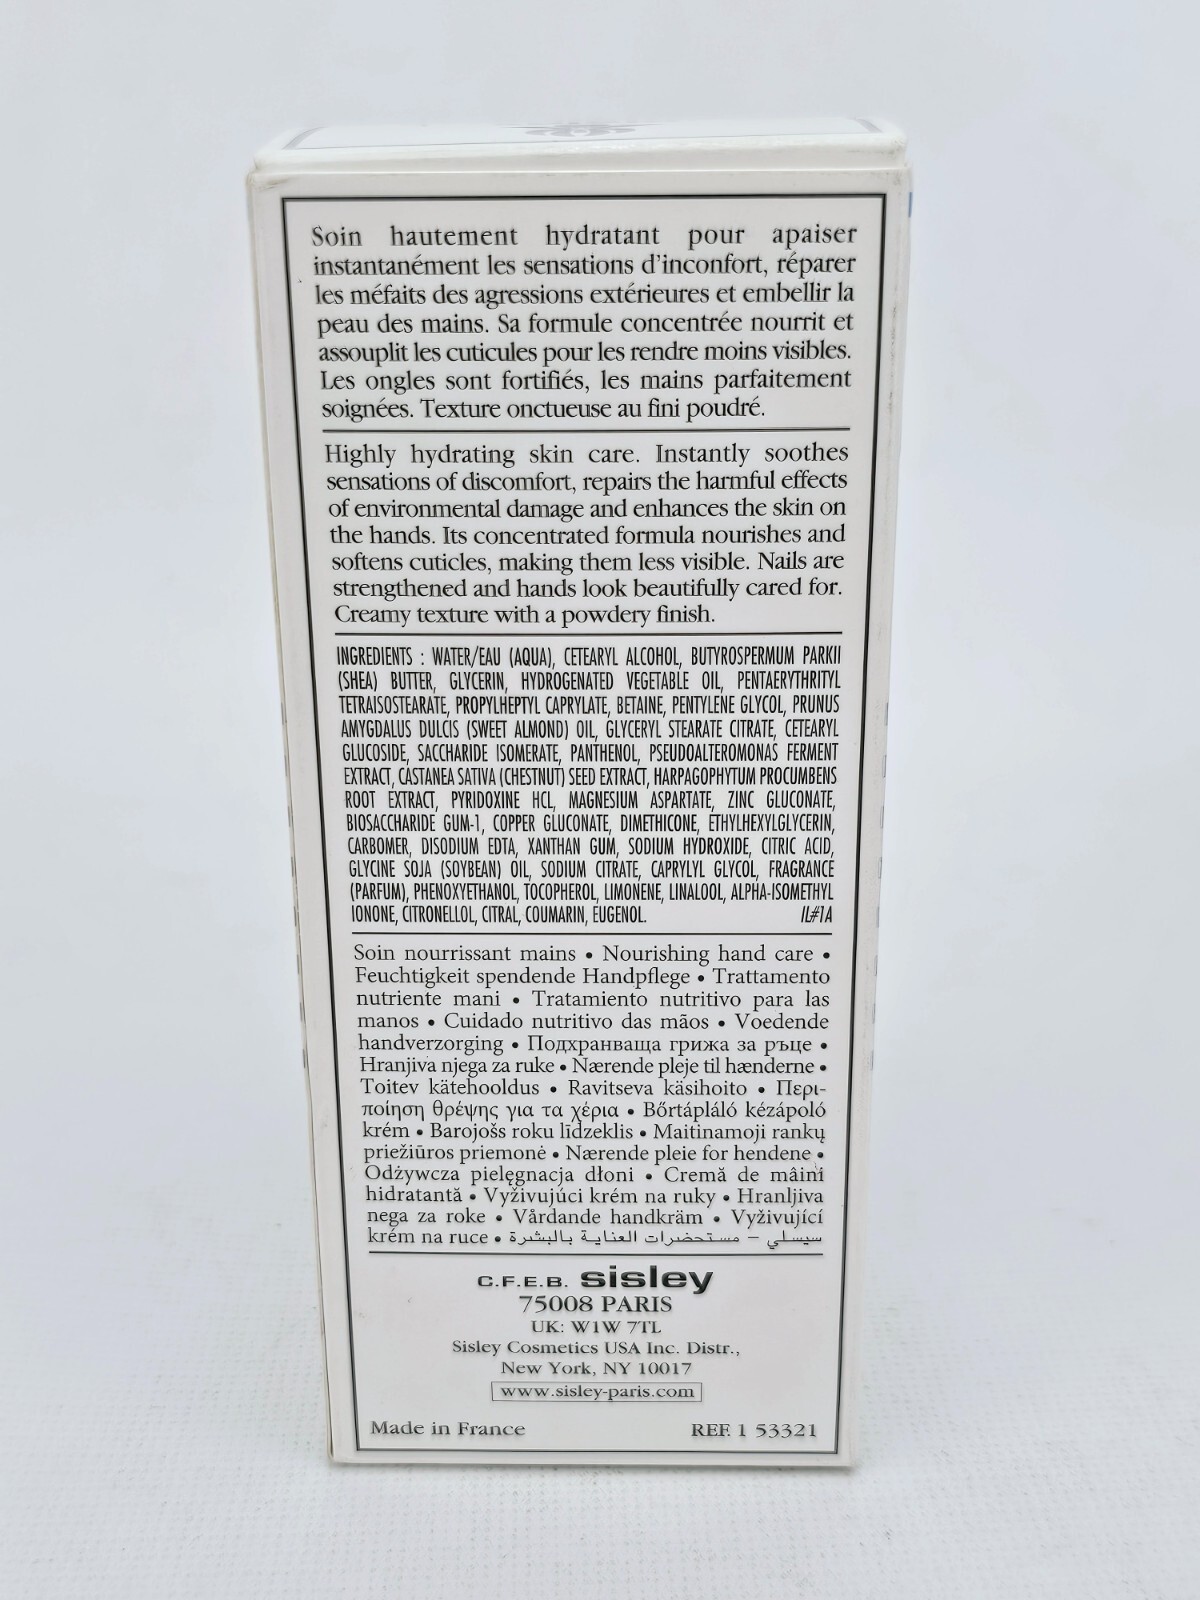 Soin hautement hydratant pour apaiser
instantanément les sensations d'inconfort, réparer
les méfaits des agressions extérieures et embellir la
peau des mains. Sa formule concentrée nourrit et
assouplit les cuticules pour les rendre moins visibles.
Les ongles sont fortifiés, les mains parfaitement
soignées. Texture onctueuse au fini poudré.
Highly hydrating skin care. Instantly soothes
sensations of discomfort, repairs the harmful effects
of environmental damage and enhances the skin on
the hands. Its concentrated formula nourishes and
softens cuticles, making them less visible. Nails are
strengthened and hands look beautifully cared for.
Creamy texture with a powdery finish.
INGREDIENTS : WATER/EAU (AQUA), CETEARYL ALCOHOL, BUTYROSPERMUM PARKII
(SHEA) BUTTER, GLYCERIN, HYDROGENATED VEGETABLE OIL, PENTAERYTHRITYL
TETRAISOSTEARATE, PROPYLHEPTYL CAPRYLATE, BETAINE, PENTYLENE GLYCOL, PRUNUS
AMYGDALUS DULCIS (SWEET ALMOND) OIL, GLYCERYL STEARATE CITRATE, CETEARYL
GLUCOSIDE, SACCHARIDE ISOMERATE, PANTHENOL, PSEUDOALTEROMONAS FERMENT
EXTRACT, CASTANEA SATIVA (CHESTNUT) SEED EXTRACT, HARPAGOPHYTUM PROCUMBENS
ROOT EXTRACT, PYRIDOXINE HCL, MAGNESIUM ASPARTATE, ZINC GLUCONATE,
BIOSACCHARIDE GUM-1, COPPER GLUCONATE, DIMETHICONE, ETHYLHEXYLGLYCERIN,
CARBOMER, DISODIUM EDTA, XANTHAN GUM, SODIUM HYDROXIDE, CITRIC ACID,
GLYCINE SOJA (SOYBEAN) OIL, SODIUM CITRATE, CAPRYLYL GLYCOL, FRAGRANCE
(PARFUM), PHENOXYETHANOL, TOCOPHEROL, LIMONENE, LINALOOL, ALPHA-ISOMETHYL
IONONE, CITRONELLOL, CITRAL, COUMARIN, EUGENOL. IL#1A
Soin nourrissant mains • Nourishing hand care •
Feuchtigkeit spendende Handpflege • Trattamento
nutriente mani • Tratamiento nutritivo para las
manos • Cuidado nutritivo das mãos • Voedende
handverzorging • Подхранваща грижа за ръце •
Hranjiva njega za ruke • Nærende pleje til hænderne •
Toitev kätehooldus • Ravitseva käsihoito • Περι-
ποίηση θρέψης για τα χέρια • Bőrtápláló kézápoló
krém • Barojošs roku līdzeklis • Maitinamoji rankų
priežiūros priemonė • Nærende pleie for hendene •
Odżywcza pielęgnacja dłoni • Cremă de mâini
hidratantă • Vyživujúci krém na ruky • Hranljiva
nega za roke • Vårdande handkräm • Vyživující
krém na ruce • سيسلي – مستحضرات العناية بالبشرة
C.F.E.B. sisley
75008 PARIS
UK: W1W 7TL
Sisley Cosmetics USA Inc. Distr.,
New York, NY 10017
www.sisley-paris.com
Made in France REF. 1 53321